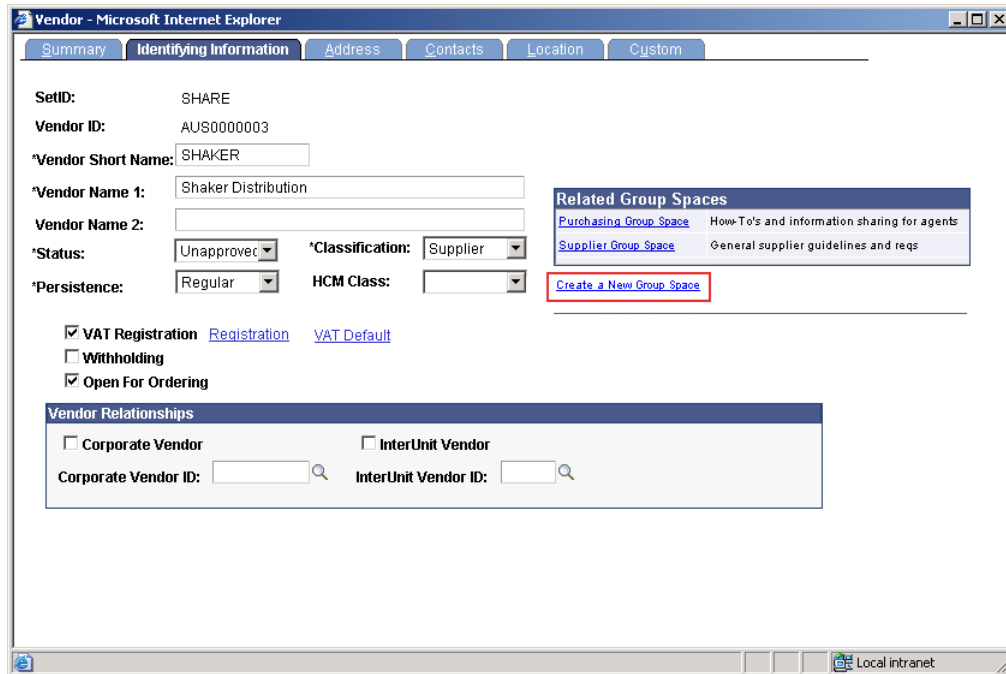 Vendor - Microsoft Internet Explorer
Summary Identifying Information Address Contacts Location Custom
SetID: SHARE
Vendor ID: AUS0000003
*Vendor Short Name: SHAKER
*Vendor Name 1: Shaker Distribution
Vendor Name 2:
*Status: Unapproved *Classification: Supplier
*Persistence: Regular HCM Class:
Related Group Spaces
Purchasing Group Space How-To's and information sharing for agents
Supplier Group Space General supplier guidelines and reqs
Create a New Group Space
VAT Registration Registration VAT Default
Withholding
Open For Ordering
Vendor Relationships
Corporate Vendor InterUnit Vendor
Corporate Vendor ID: InterUnit Vendor ID:
Local intranet